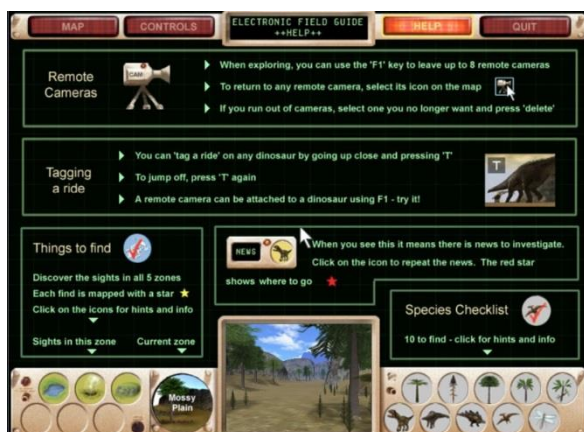 MAP
CONTROLS
ELECTRONIC FIELD GUIDE
++HELP++
HELP
QUIT
Remote
Cameras
CAM
When exploring, you can use the 'F1' key to leave up to 8 remote cameras
To return to any remote camera, select its icon on the map
If you run out of cameras, select one you no longer want and press 'delete'
Tagging
a ride
You can 'tag a ride' on any dinosaur by going up close and pressing 'T'
To jump off, press 'T' again
A remote camera can be attached to a dinosaur using F1 - try it!
T
Things to find
Discover the sights in all 5 zones
Each find is mapped with a star
Click on the icons for hints and info
Sights in this zone
Current zone
NEWS
When you see this it means there is news to investigate.
Click on the icon to repeat the news. The red star
shows where to go
Species Checklist
10 to find - click for hints and info
Mossy
Plain